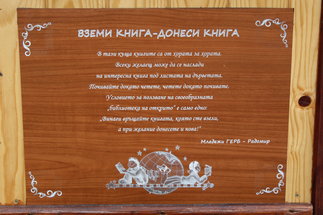 ВЗЕМИ КНИГА-ДОНЕСИ КНИГА
В тази къща книгите са от хората за хората.
Всеки желаещ може да се наслади
на интересна книга под листата на дърветата.
Почивайте докато четете, четете докато почивате.
Условието за ползване на своеобразната
„Библиотека на открито" е само едно:
„Винаги връщайте книгата, която сте взели,
а при желание донесете и нова!"
Младежи ГЕРБ - Радомир